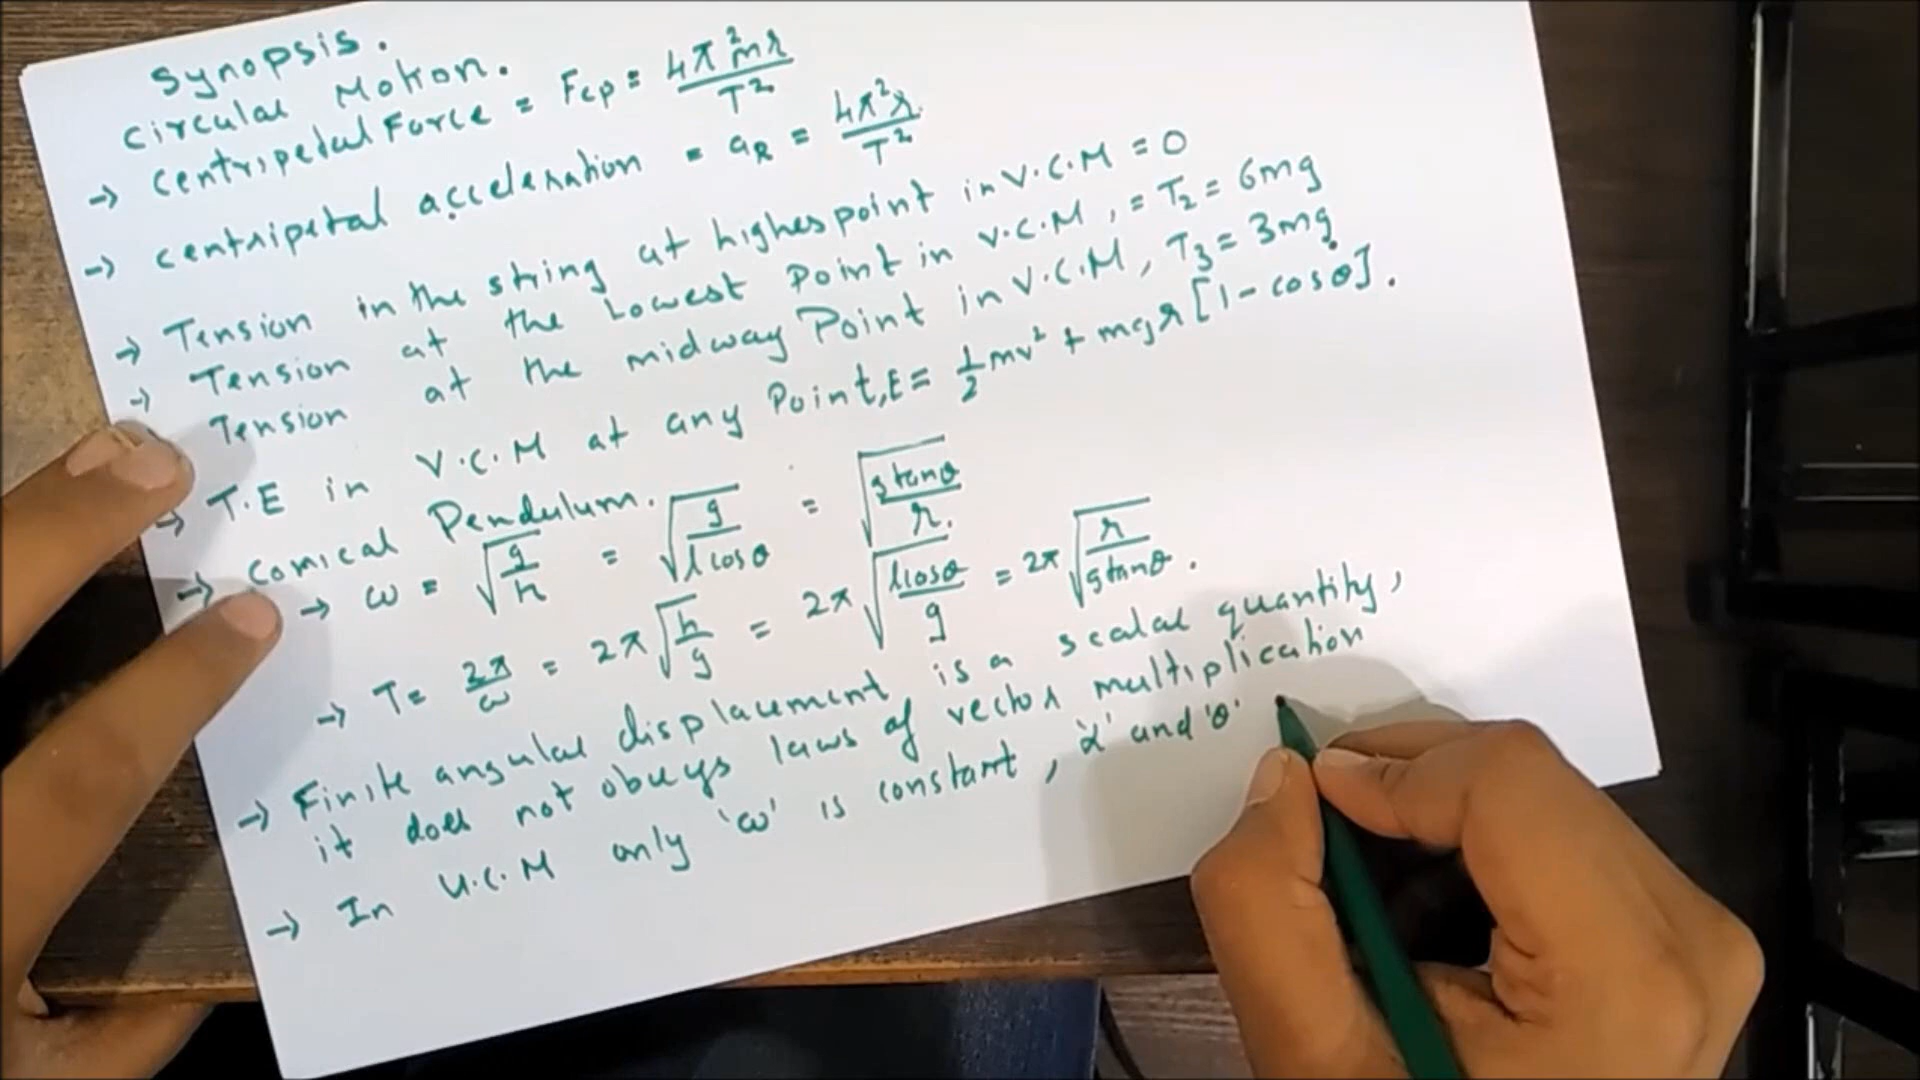 Synopsis.
Circular Motion.
→ Centripetal Force = Fcp = 4π²mr/T²
→ centripetal acceleration = aR = 4π²r/T²
→ Tension in the string at highes point in V.C.M = 0
→ Tension at the Lowest Point in V.C.M, = T₂ = 6mg
Tension at the midway Point in V.C.M, T₃ = 3mg
→ T.E in V.C.M at any Point, E = 1/2 mv² + mgr[1-cosθ].
→ Conical Pendulum.
→ ω = √(g/h) = √(g/lcosθ) = √(gtanθ/r).
→ T = 2π/ω = 2π√(h/g) = 2π√(lcosθ/g) = 2π√(r/gtanθ).
→ Finite angular displacement is a scalar quantity,
it does not obueys laws of vector multiplication
→ In U.C.M only 'ω' is constant, 'α' and 'θ'